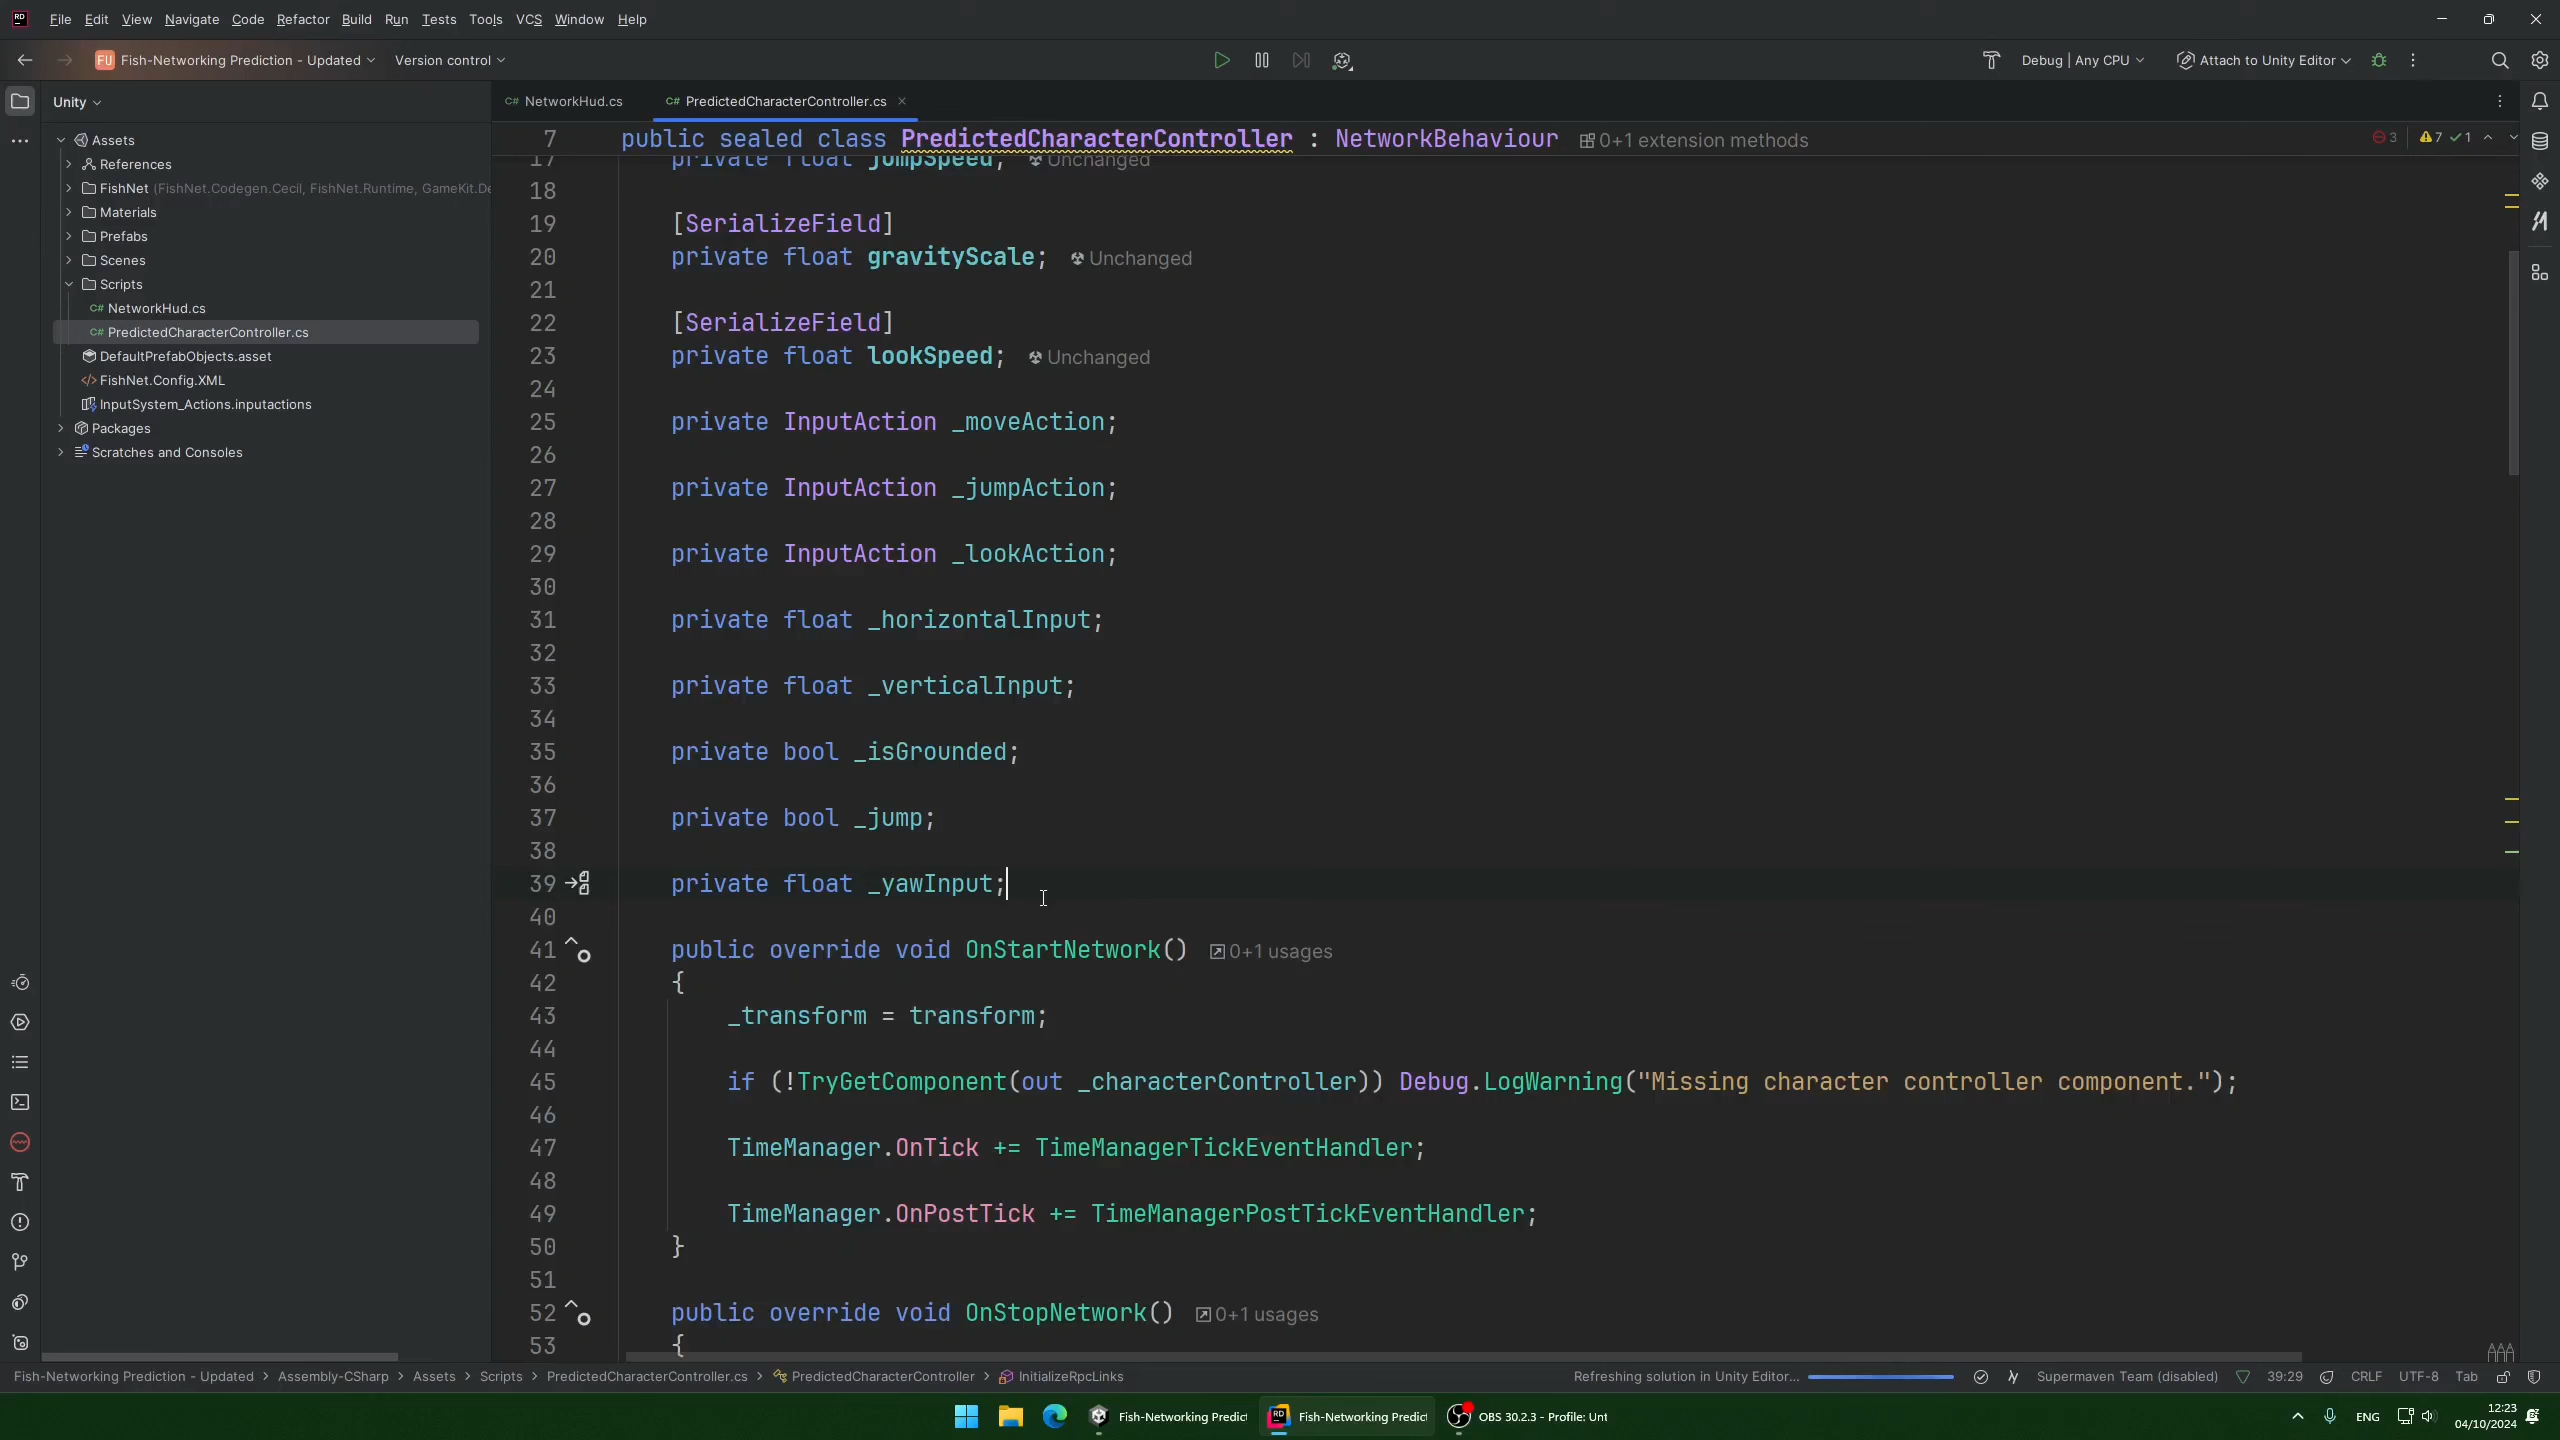 File Edit View Navigate Code Refactor Build Run Tests Tools VCS Window Help
FU Fish-Networking Prediction - Updated Version control Debug | Any CPU Attach to Unity Editor
Unity
Assets
References
FishNet (FishNet.Codegen.Cecil, FishNet.Runtime, GameKit.De
Materials
Prefabs
Scenes
Scripts
C# NetworkHud.cs
C# PredictedCharacterController.cs
DefaultPrefabObjects.asset
FishNet.Config.XML
InputSystem_Actions.inputactions
Packages
Scratches and Consoles
C# NetworkHud.cs C# PredictedCharacterController.cs
7 public sealed class PredictedCharacterController : NetworkBehaviour 0+1 extension methods 3 7 1
17 private float jumpSpeed; Unchanged
18
19 [SerializeField]
20 private float gravityScale; Unchanged
21
22 [SerializeField]
23 private float lookSpeed; Unchanged
24
25 private InputAction _moveAction;
26
27 private InputAction _jumpAction;
28
29 private InputAction _lookAction;
30
31 private float _horizontalInput;
32
33 private float _verticalInput;
34
35 private bool _isGrounded;
36
37 private bool _jump;
38
39 private float _yawInput;
40
41 public override void OnStartNetwork() 0+1 usages
42 {
43 _transform = transform;
44
45 if (!TryGetComponent(out _characterController)) Debug.LogWarning("Missing character controller component.");
46
47 TimeManager.OnTick += TimeManagerTickEventHandler;
48
49 TimeManager.OnPostTick += TimeManagerPostTickEventHandler;
50 }
51
52 public override void OnStopNetwork() 0+1 usages
53 {
Fish-Networking Prediction - Updated > Assembly-CSharp > Assets > Scripts > PredictedCharacterController.cs > PredictedCharacterController > InitializeRpcLinks Refreshing solution in Unity Editor... Supermaven Team (disabled) 39:29 CRLF UTF-8 Tab
Fish-Networking Predict Fish-Networking Predict OBS 30.2.3 - Profile: Unt ENG 12:23
04/10/2024